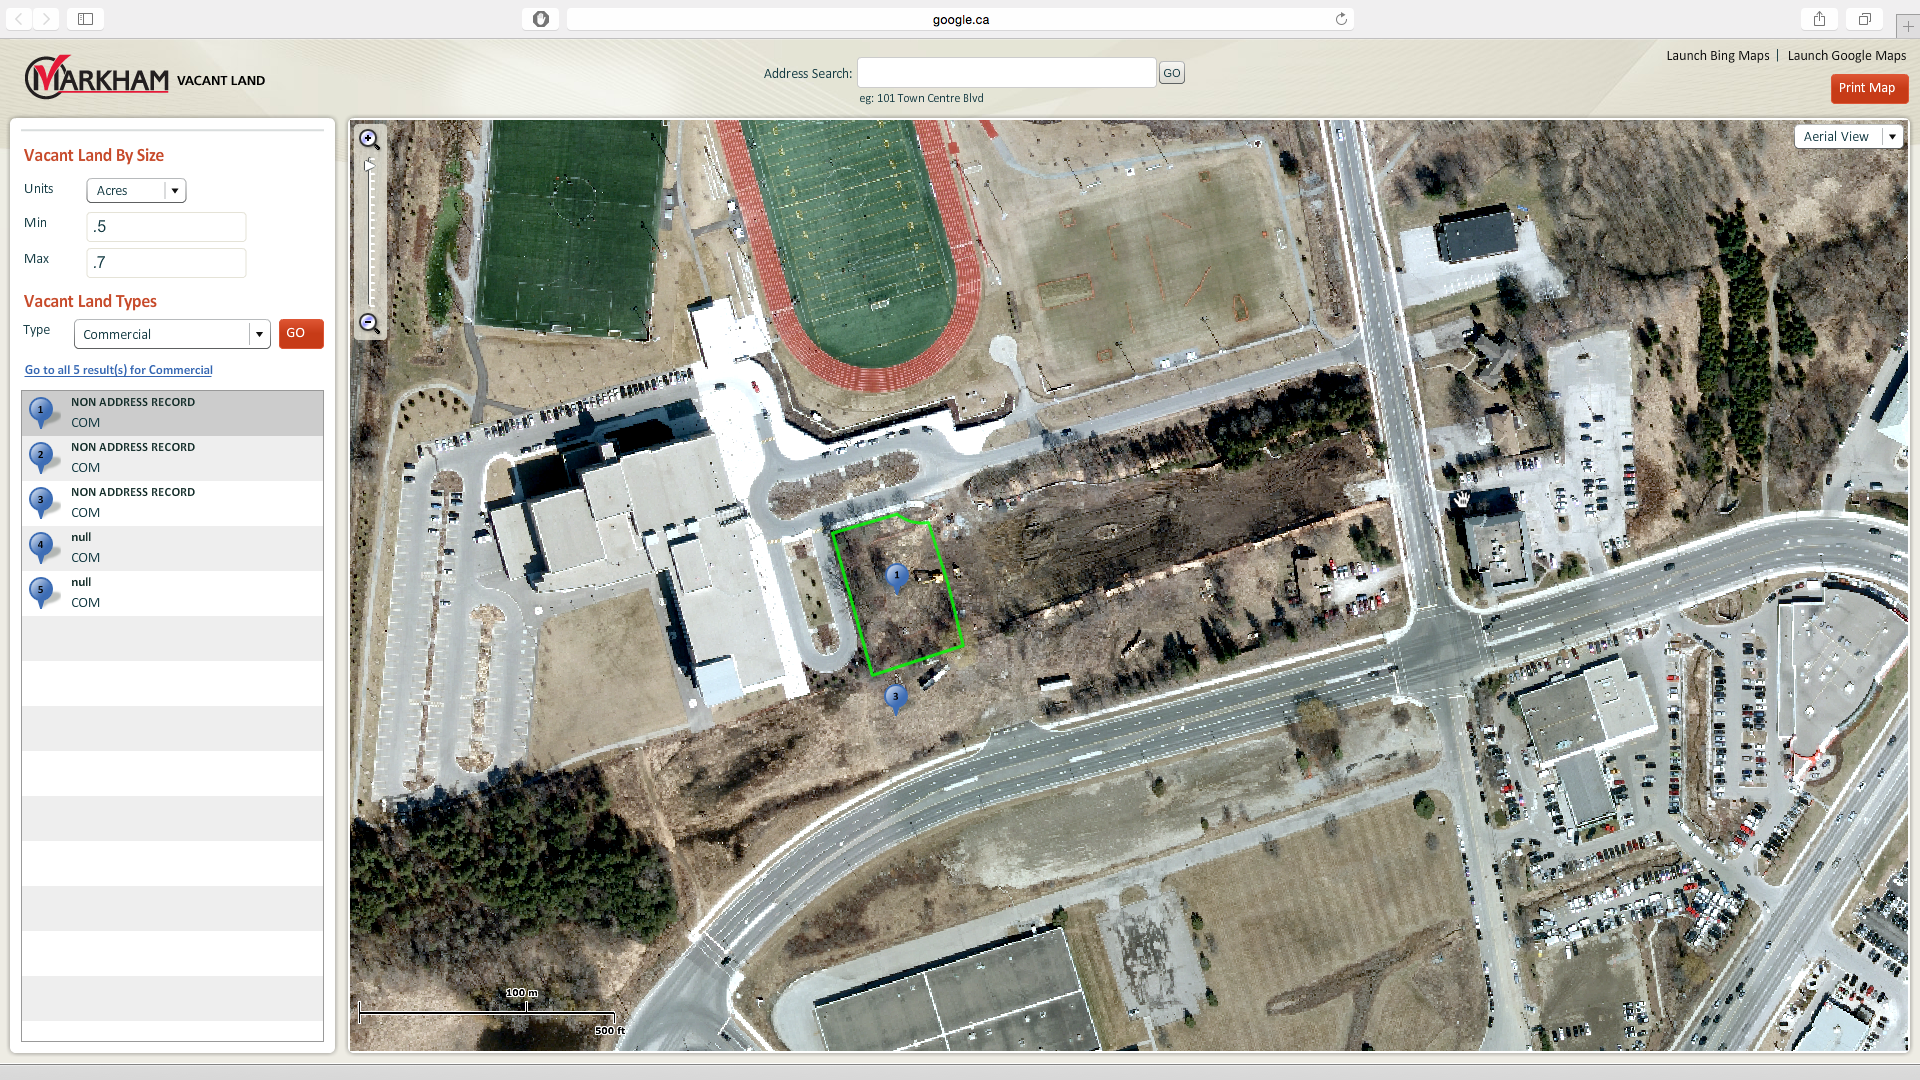 google.ca
MARKHAM VACANT LAND
Address Search:
GO
eg: 101 Town Centre Blvd
Launch Bing Maps | Launch Google Maps
Print Map
Vacant Land By Size
Units Acres
Min .5
Max .7
Vacant Land Types
Type Commercial GO
Go to all 5 result(s) for Commercial
1 NON ADDRESS RECORD
COM
2 NON ADDRESS RECORD
COM
3 NON ADDRESS RECORD
COM
4 null
COM
5 null
COM
Aerial View
1
3
100 m
500 ft